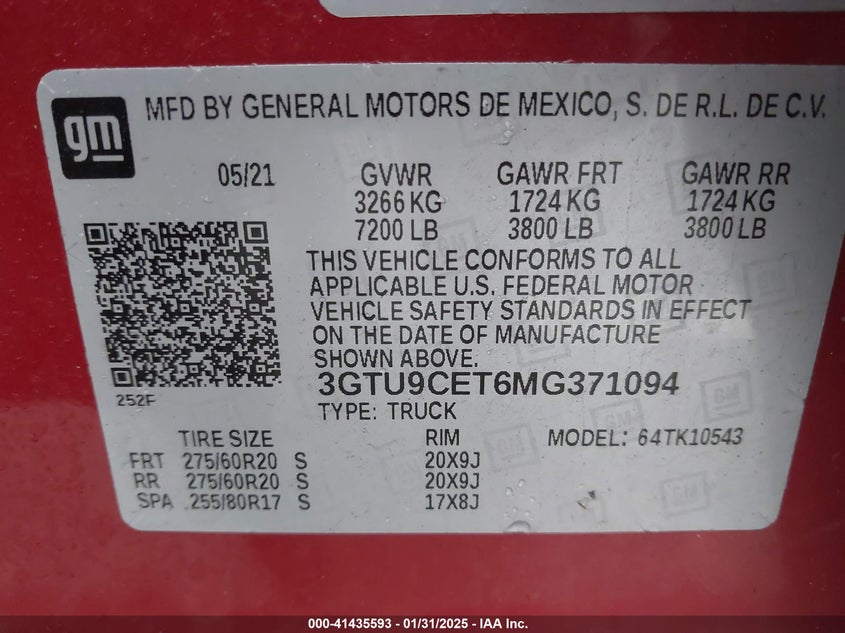 gm
MFD BY GENERAL MOTORS DE MEXICO, S. DE R.L. DE C.V.
05/21 GVWR GAWR FRT GAWR RR
3266 KG 1724 KG 1724 KG
7200 LB 3800 LB 3800 LB
THIS VEHICLE CONFORMS TO ALL
APPLICABLE U.S. FEDERAL MOTOR
VEHICLE SAFETY STANDARDS IN EFFECT
ON THE DATE OF MANUFACTURE
SHOWN ABOVE.
3GTU9CET6MG371094
252F
TYPE: TRUCK
TIRE SIZE RIM MODEL: 64TK10543
FRT 275/60R20 S 20X9J
RR 275/60R20 S 20X9J
SPA 255/80R17 S 17X8J
000-41435593 - 01/31/2025 - IAA Inc.